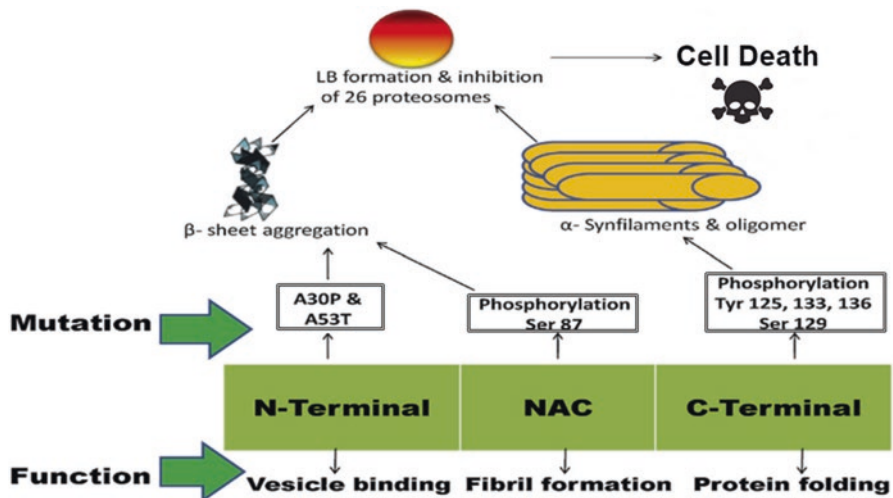 LB formation & inhibition
of 26 proteosomes
Cell Death
β- sheet aggregation
α- Synfilaments & oligomer
Mutation
A30P &
A53T
Phosphorylation
Ser 87
Phosphorylation
Tyr 125, 133, 136
Ser 129
N-Terminal
NAC
C-Terminal
Function
Vesicle binding
Fibril formation
Protein folding